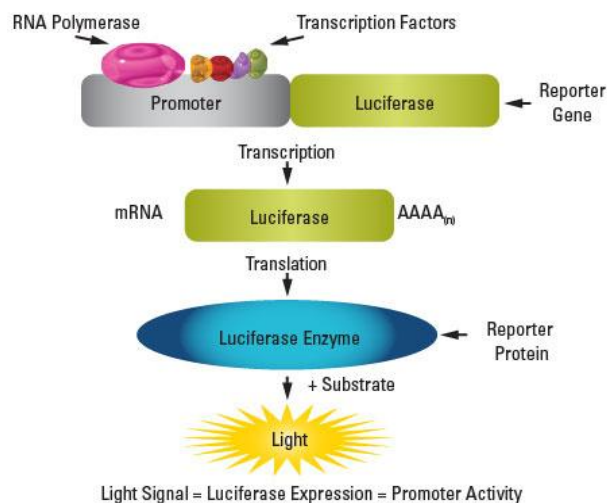 RNA Polymerase
Transcription Factors
Promoter
Luciferase
Reporter
Gene
Transcription
mRNA
Luciferase
AAAA(n)
Translation
Luciferase Enzyme
Reporter
Protein
+ Substrate
Light
Light Signal = Luciferase Expression = Promoter Activity